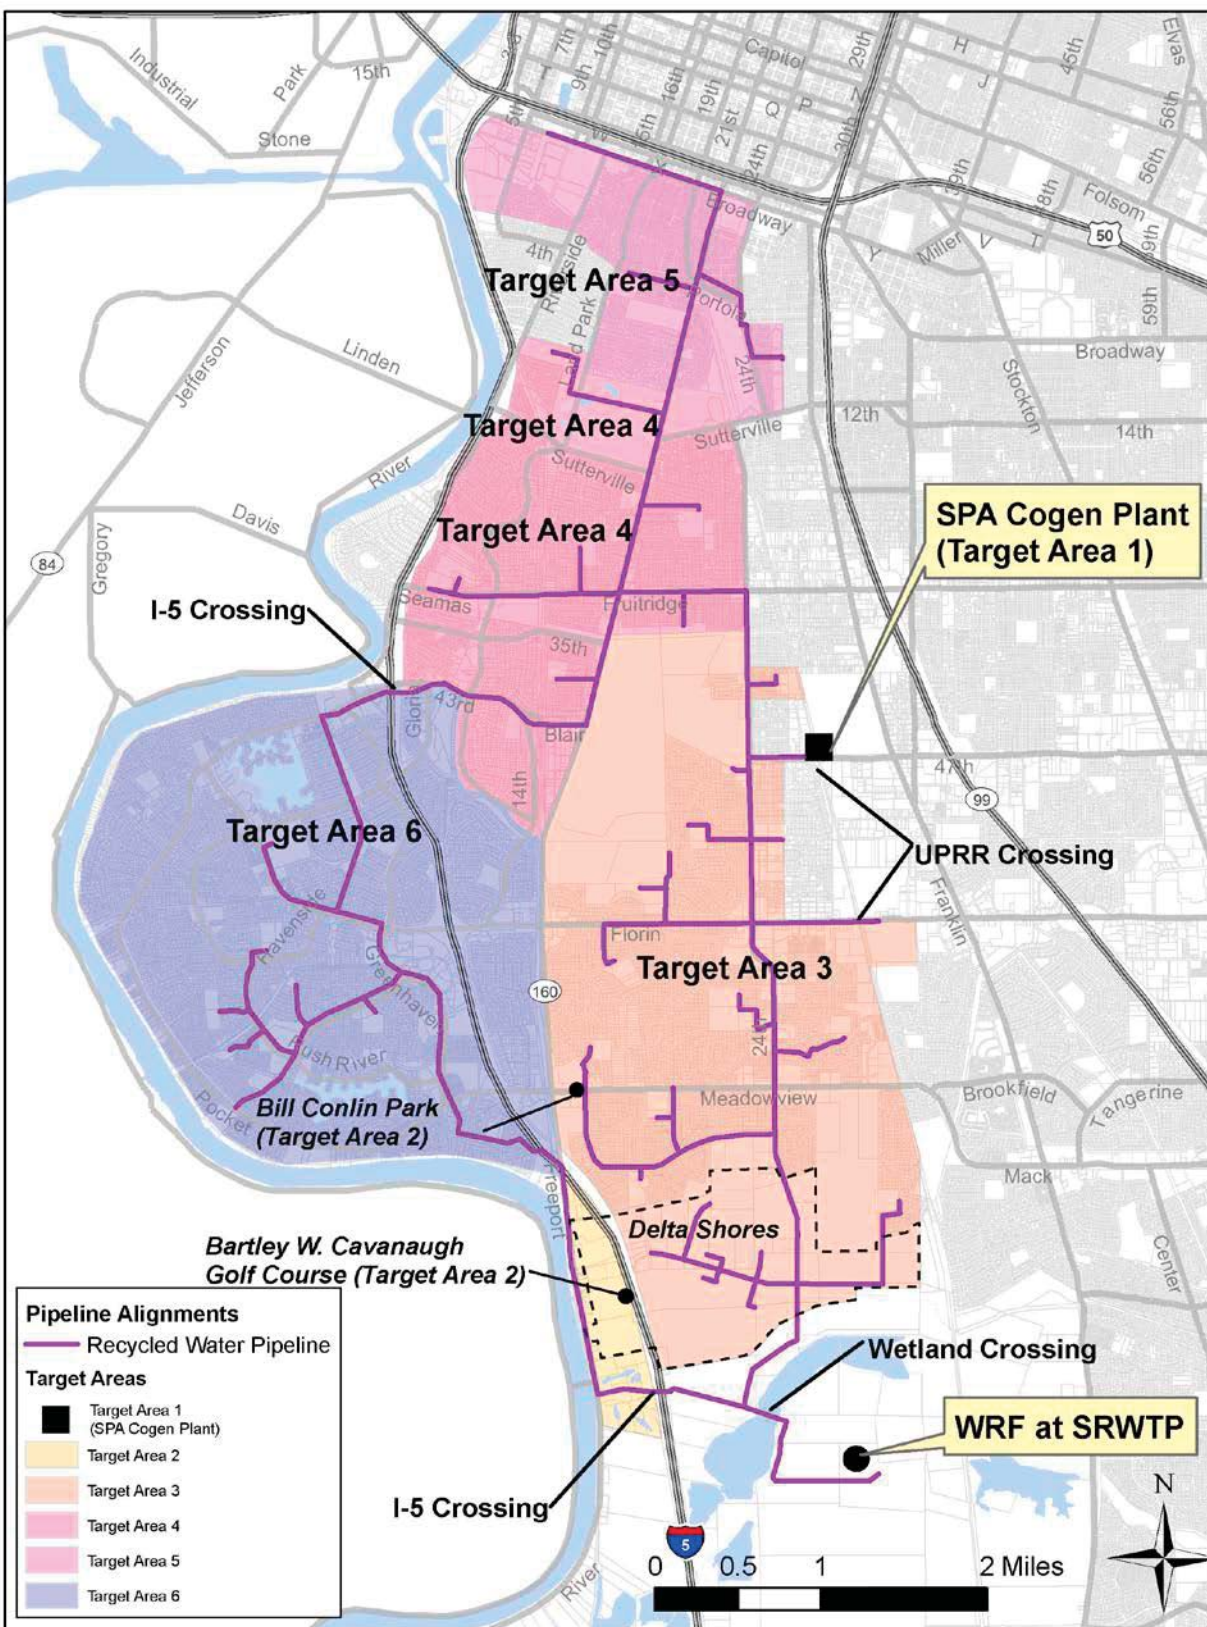 Industrial
Park
15th
Stone
5th
T
7th
9th
10th
16th
19th
21st
Q
P
24th
Capitol
29th
H
J
45th
Elvas
56th
W
X
Broadway
30th
39th
Folsom
56th
50
Y
Miller
V
T
59th
4th
Riverside
Target Area 5
Land Park
Portola
24th
Broadway
Stockton
Linden
Jefferson
Target Area 4
Sutterville
12th
14th
Sutterville
River
Davis
Gregory
84
Target Area 4
SPA Cogen Plant
(Target Area 1)
I-5 Crossing
Seamas
Fruitridge
35th
43rd
Blair
14th
47th
99
Target Area 6
UPRR Crossing
Franklin
Havenside
Florin
Greenhaven
Target Area 3
160
24th
Rush River
Pocket
Bill Conlin Park
(Target Area 2)
Meadowview
Brookfield
Tangerine
Mack
Freeport
Delta Shores
Center
Bartley W. Cavanaugh
Golf Course (Target Area 2)
Wetland Crossing
WRF at SRWTP
I-5 Crossing
River
5
N
0 0.5 1 2 Miles
Pipeline Alignments
Recycled Water Pipeline
Target Areas
Target Area 1
(SPA Cogen Plant)
Target Area 2
Target Area 3
Target Area 4
Target Area 5
Target Area 6